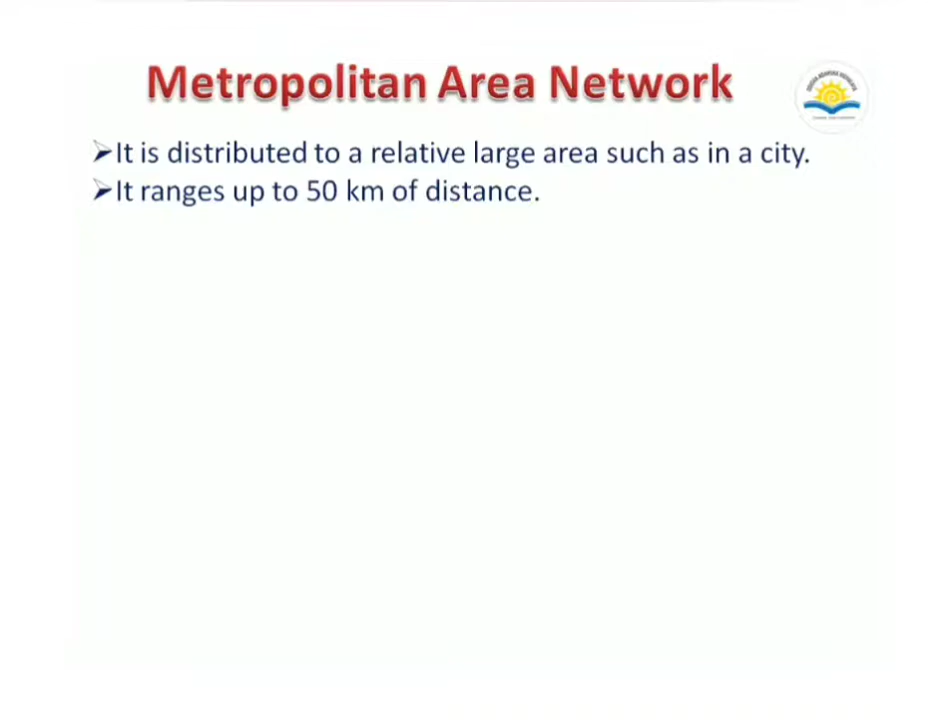 Metropolitan Area Network
➢It is distributed to a relative large area such as in a city.
➢It ranges up to 50 km of distance.